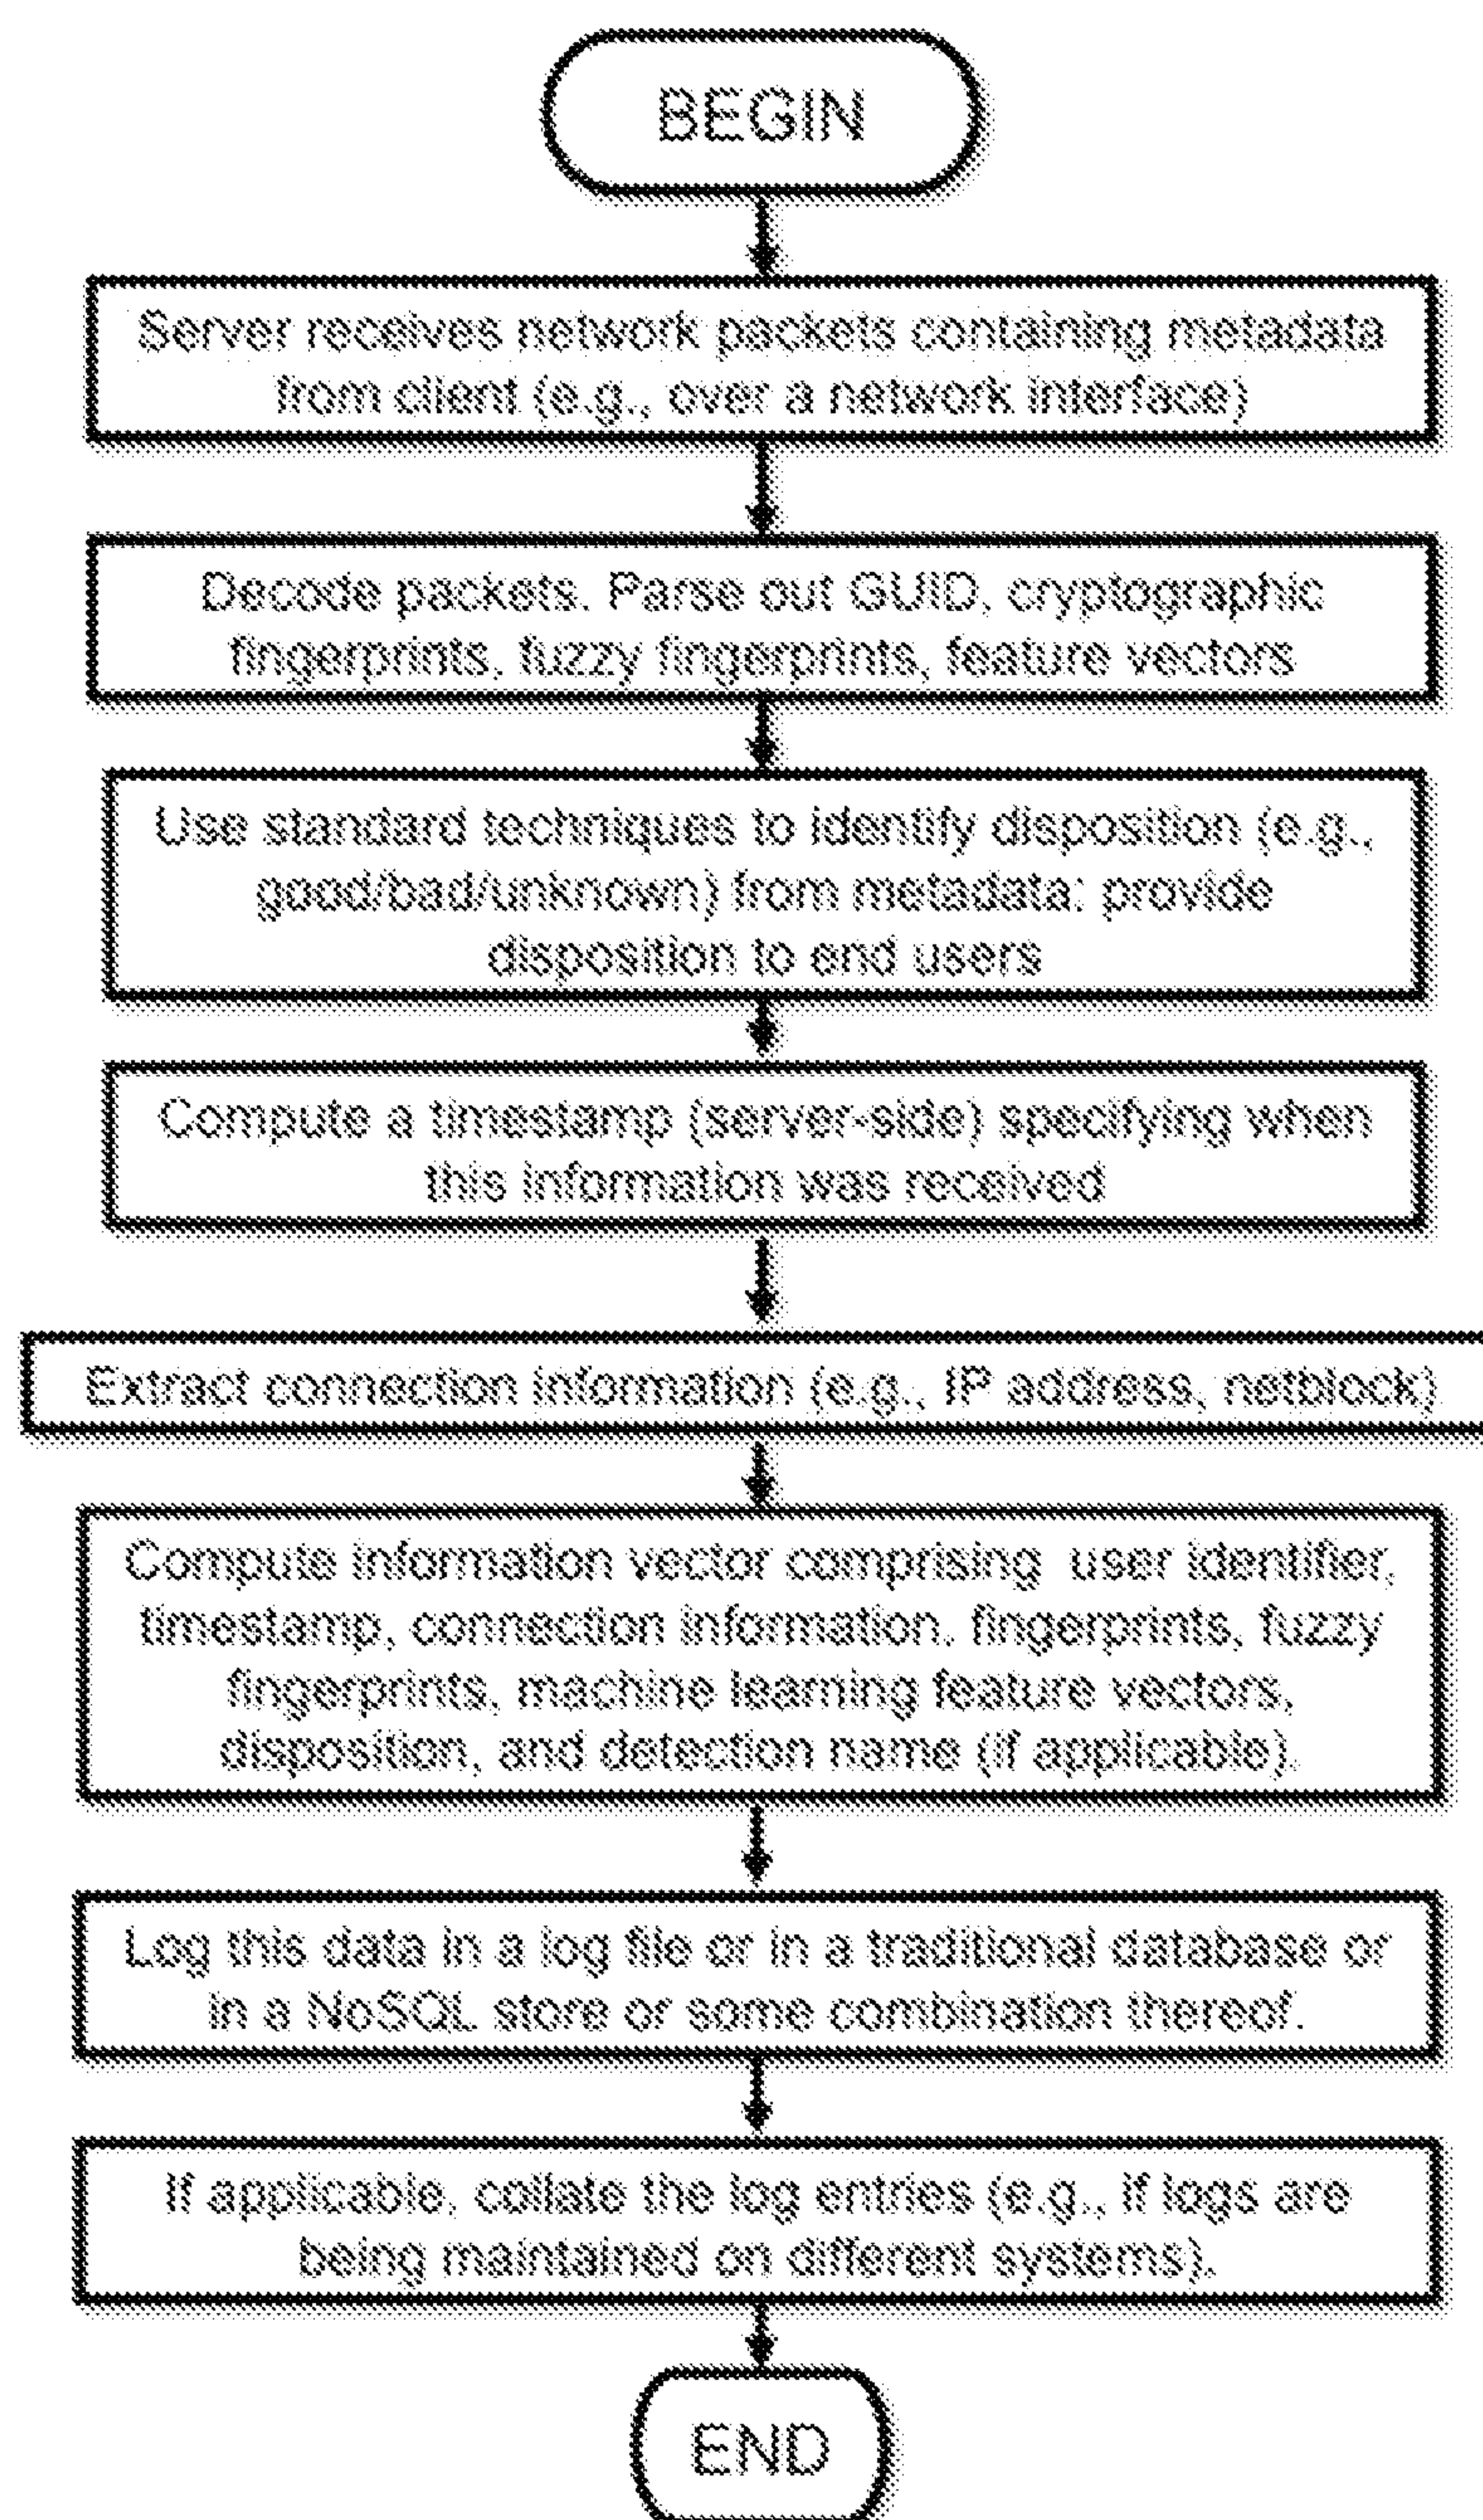 BEGIN
Server receives network packets containing metadata
from client (e.g., over a network interface)
Decode packets. Parse out GUID, cryptographic
fingerprints, fuzzy fingerprints, feature vectors
Use standard techniques to identify disposition (e.g.,
good/bad/unknown) from metadata; provide
disposition to end users
Compute a timestamp (server-side) specifying when
this information was received
Extract connection information (e.g., IP address, netblock)
Compute information vector comprising user identifier,
timestamp, connection information, fingerprints, fuzzy
fingerprints, machine learning feature vectors,
disposition, and detection name (if applicable).
Log this data in a log file or in a traditional database or
in a NoSQL store or some combination thereof.
If applicable, collate the log entries (e.g., if logs are
being maintained on different systems).
END